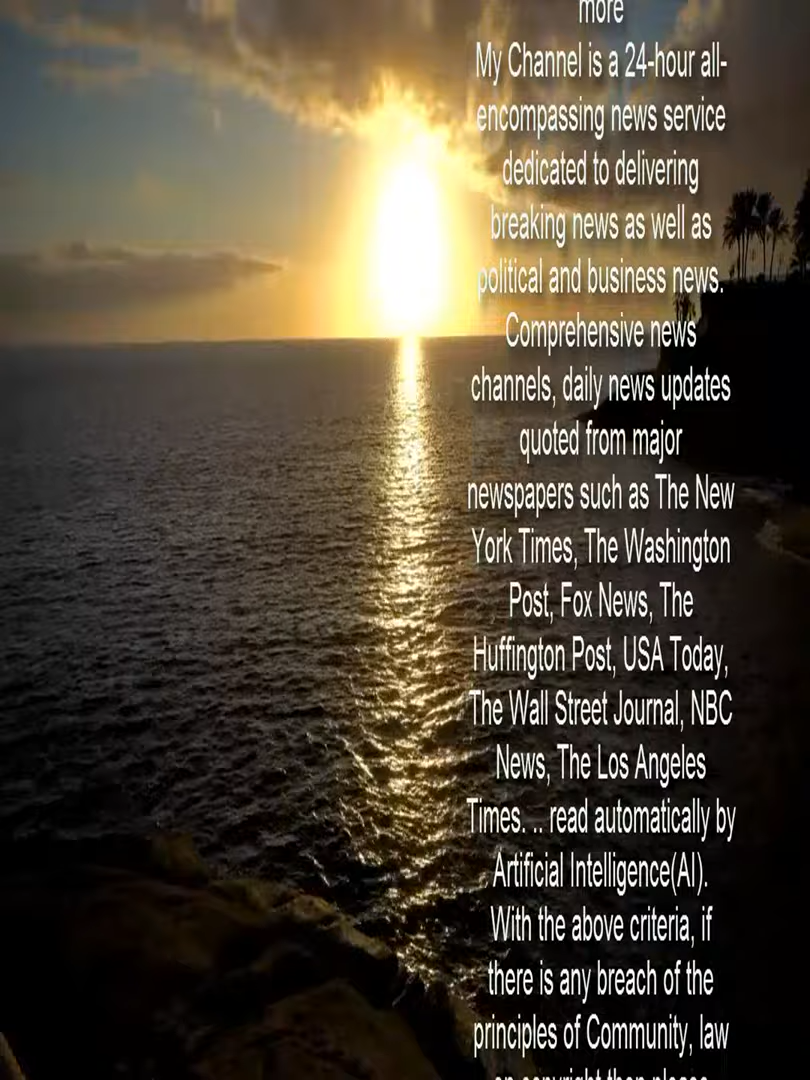 more
My Channel is a 24-hour all-
encompassing news service
dedicated to delivering
breaking news as well as
political and business news.
Comprehensive news
channels, daily news updates
quoted from major
newspapers such as The New
York Times, The Washington
Post, Fox News, The
Huffington Post, USA Today,
The Wall Street Journal, NBC
News, The Los Angeles
Times. .. read automatically by
Artificial Intelligence(AI).
With the above criteria, if
there is any breach of the
principles of Community, law
on copyright then please